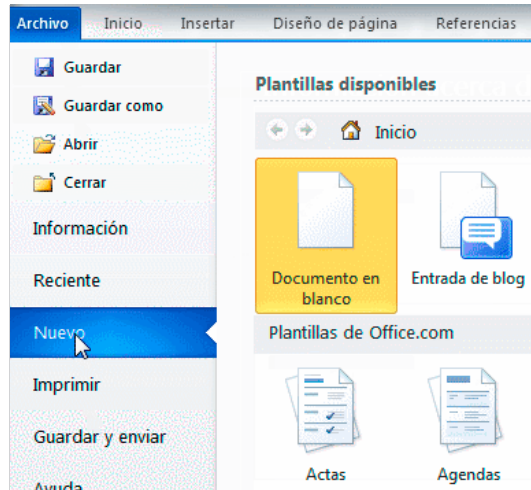 Archivo Inicio Insertar Diseño de página Referencias
Guardar
Guardar como
Abrir
Cerrar
Información
Reciente
Nuevo
Imprimir
Guardar y enviar
Ayuda
Plantillas disponibles
Inicio
Documento en
blanco
Entrada de blog
Plantillas de Office.com
Actas
Agendas